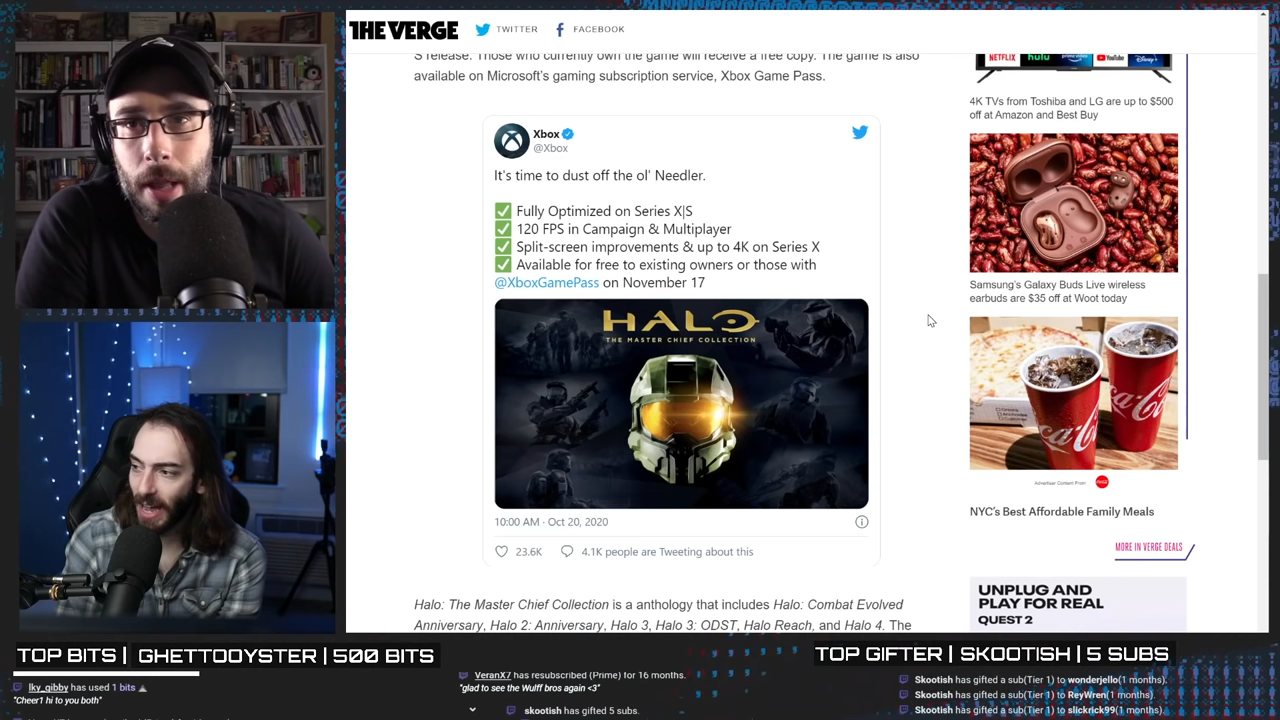 THE VERGE
TWITTER
FACEBOOK
S release. Those who currently own the game will receive a free copy. The game is also
available on Microsoft's gaming subscription service, Xbox Game Pass.
Xbox
@Xbox
It's time to dust off the ol' Needler.
✅ Fully Optimized on Series X|S
✅ 120 FPS in Campaign & Multiplayer
✅ Split-screen improvements & up to 4K on Series X
✅ Available for free to existing owners or those with
@XboxGamePass on November 17
HALO
THE MASTER CHIEF COLLECTION
10:00 AM · Oct 20, 2020
23.6K
4.1K people are Tweeting about this
Halo: The Master Chief Collection is a anthology that includes Halo: Combat Evolved
Anniversary, Halo 2: Anniversary, Halo 3, Halo 3: ODST, Halo Reach, and Halo 4. The
NETFLIX hulu prime video YouTube Disney+
4K TVs from Toshiba and LG are up to $500
off at Amazon and Best Buy
Samsung's Galaxy Buds Live wireless
earbuds are $35 off at Woot today
Coca-Cola
Coca-Cola
Advertiser Content From
NYC's Best Affordable Family Meals
MORE IN VERGE DEALS
UNPLUG AND
PLAY FOR REAL
QUEST 2
TOP BITS | GHETTOOYSTER | 500 BITS
lky_gibby has used 1 bits
"Cheer1 hi to you both"
VeranX7 has resubscribed (Prime) for 16 months.
"glad to see the Wulff bros again <3"
skootish has gifted 5 subs.
TOP GIFTER | SKOOTISH | 5 SUBS
Skootish has gifted a sub(Tier 1) to wonderjello(1 months).
Skootish has gifted a sub(Tier 1) to ReyWren(1 months).
Skootish has gifted a sub(Tier 1) to slickrick99(1 months).